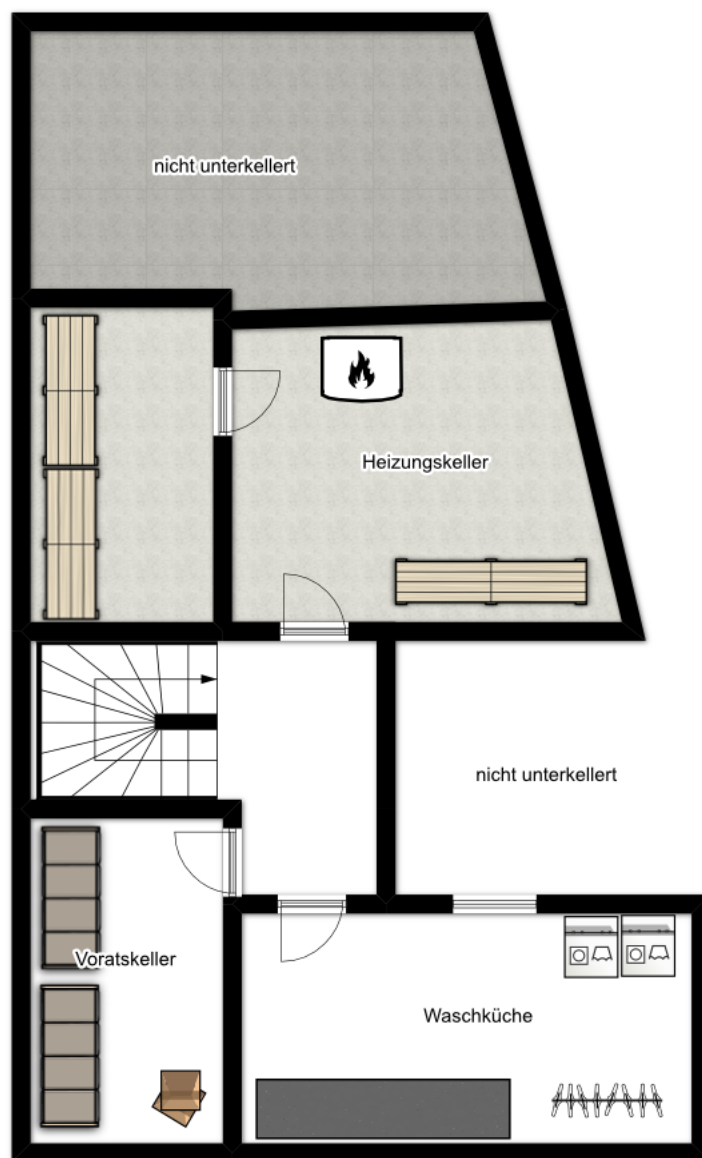 nicht unterkellert
Heizungskeller
nicht unterkellert
Voratskeller
Waschküche